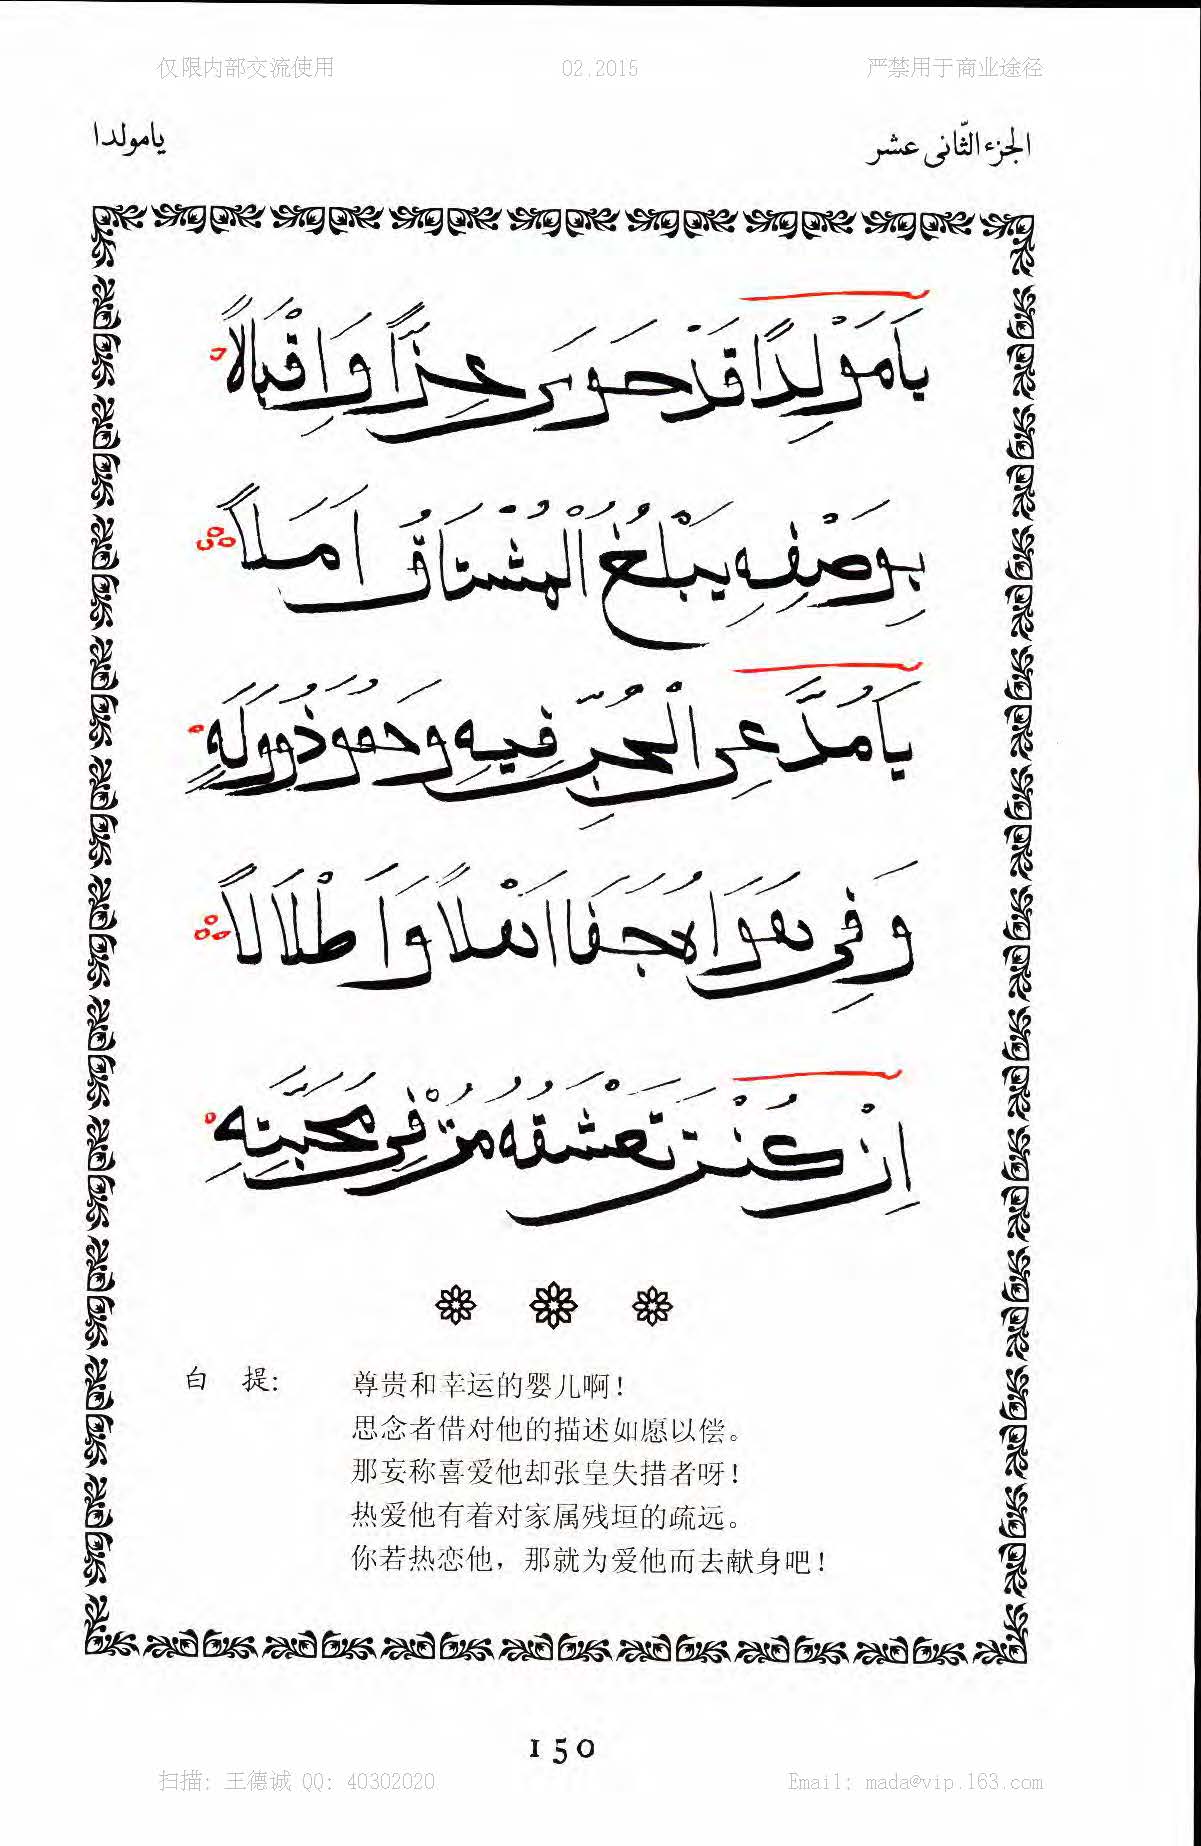 仅限内部交流使用 02.2015 严禁用于商业途径
الجزء الثّانى عشر يامولدا
يَا مَوْلِدًا قَدْ حَوَى عِزًّا وَاِقْبَالًا
بِوَصْفِهِ يَبْلُغُ الْمُشْتَاقُ اَمَلاً
يَا مُدَّعِى الْحُبِّ فِيهِ وَهُوَ ذُو وَلَهٍ
وَفِى هَوَاهُ جَفَا اَهْلاً وَاَطْلَالاً
اِنْ كُنْتَ تَعْشَقُهُ مُتْ فِى مَحَبَّتِهِ
白 提: 尊贵和幸运的婴儿啊!
思念者借对他的描述如愿以偿。
那妄称喜爱他却张皇失措者呀!
热爱他有着对家属残垣的疏远。
你若热恋他，那就为爱他而去献身吧!
150
扫描: 王德诚 QQ: 40302020 Email: mada@vip.163.com